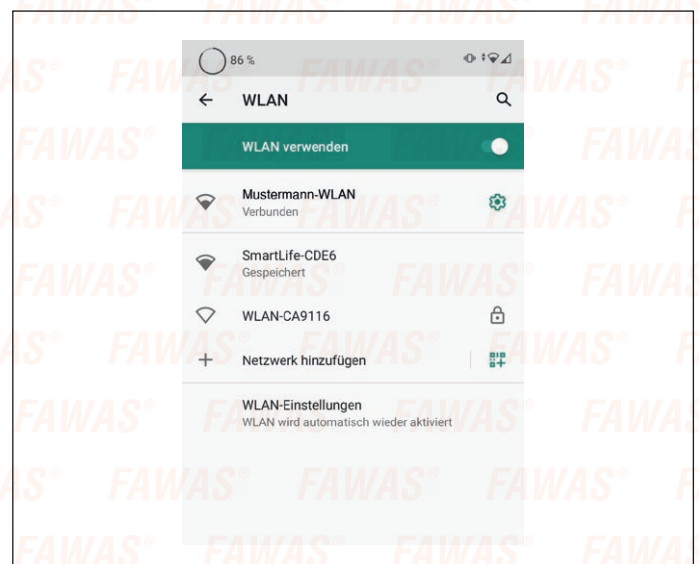 86 %
WLAN
WLAN verwenden
Mustermann-WLAN
Verbunden
SmartLife-CDE6
Gespeichert
WLAN-CA9116
Netzwerk hinzufügen
WLAN-Einstellungen
WLAN wird automatisch wieder aktiviert
FAWAS®